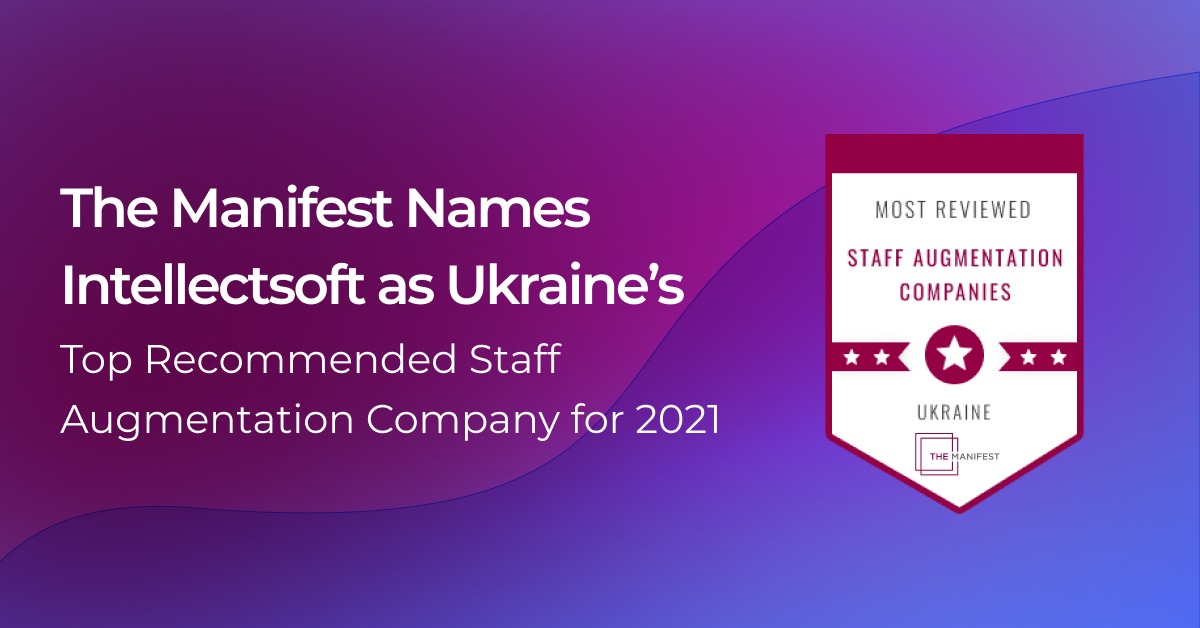 The Manifest Names
Intellectsoft as Ukraine’s
Top Recommended Staff
Augmentation Company for 2021
MOST REVIEWED
STAFF AUGMENTATION
COMPANIES
UKRAINE
THE MANIFEST